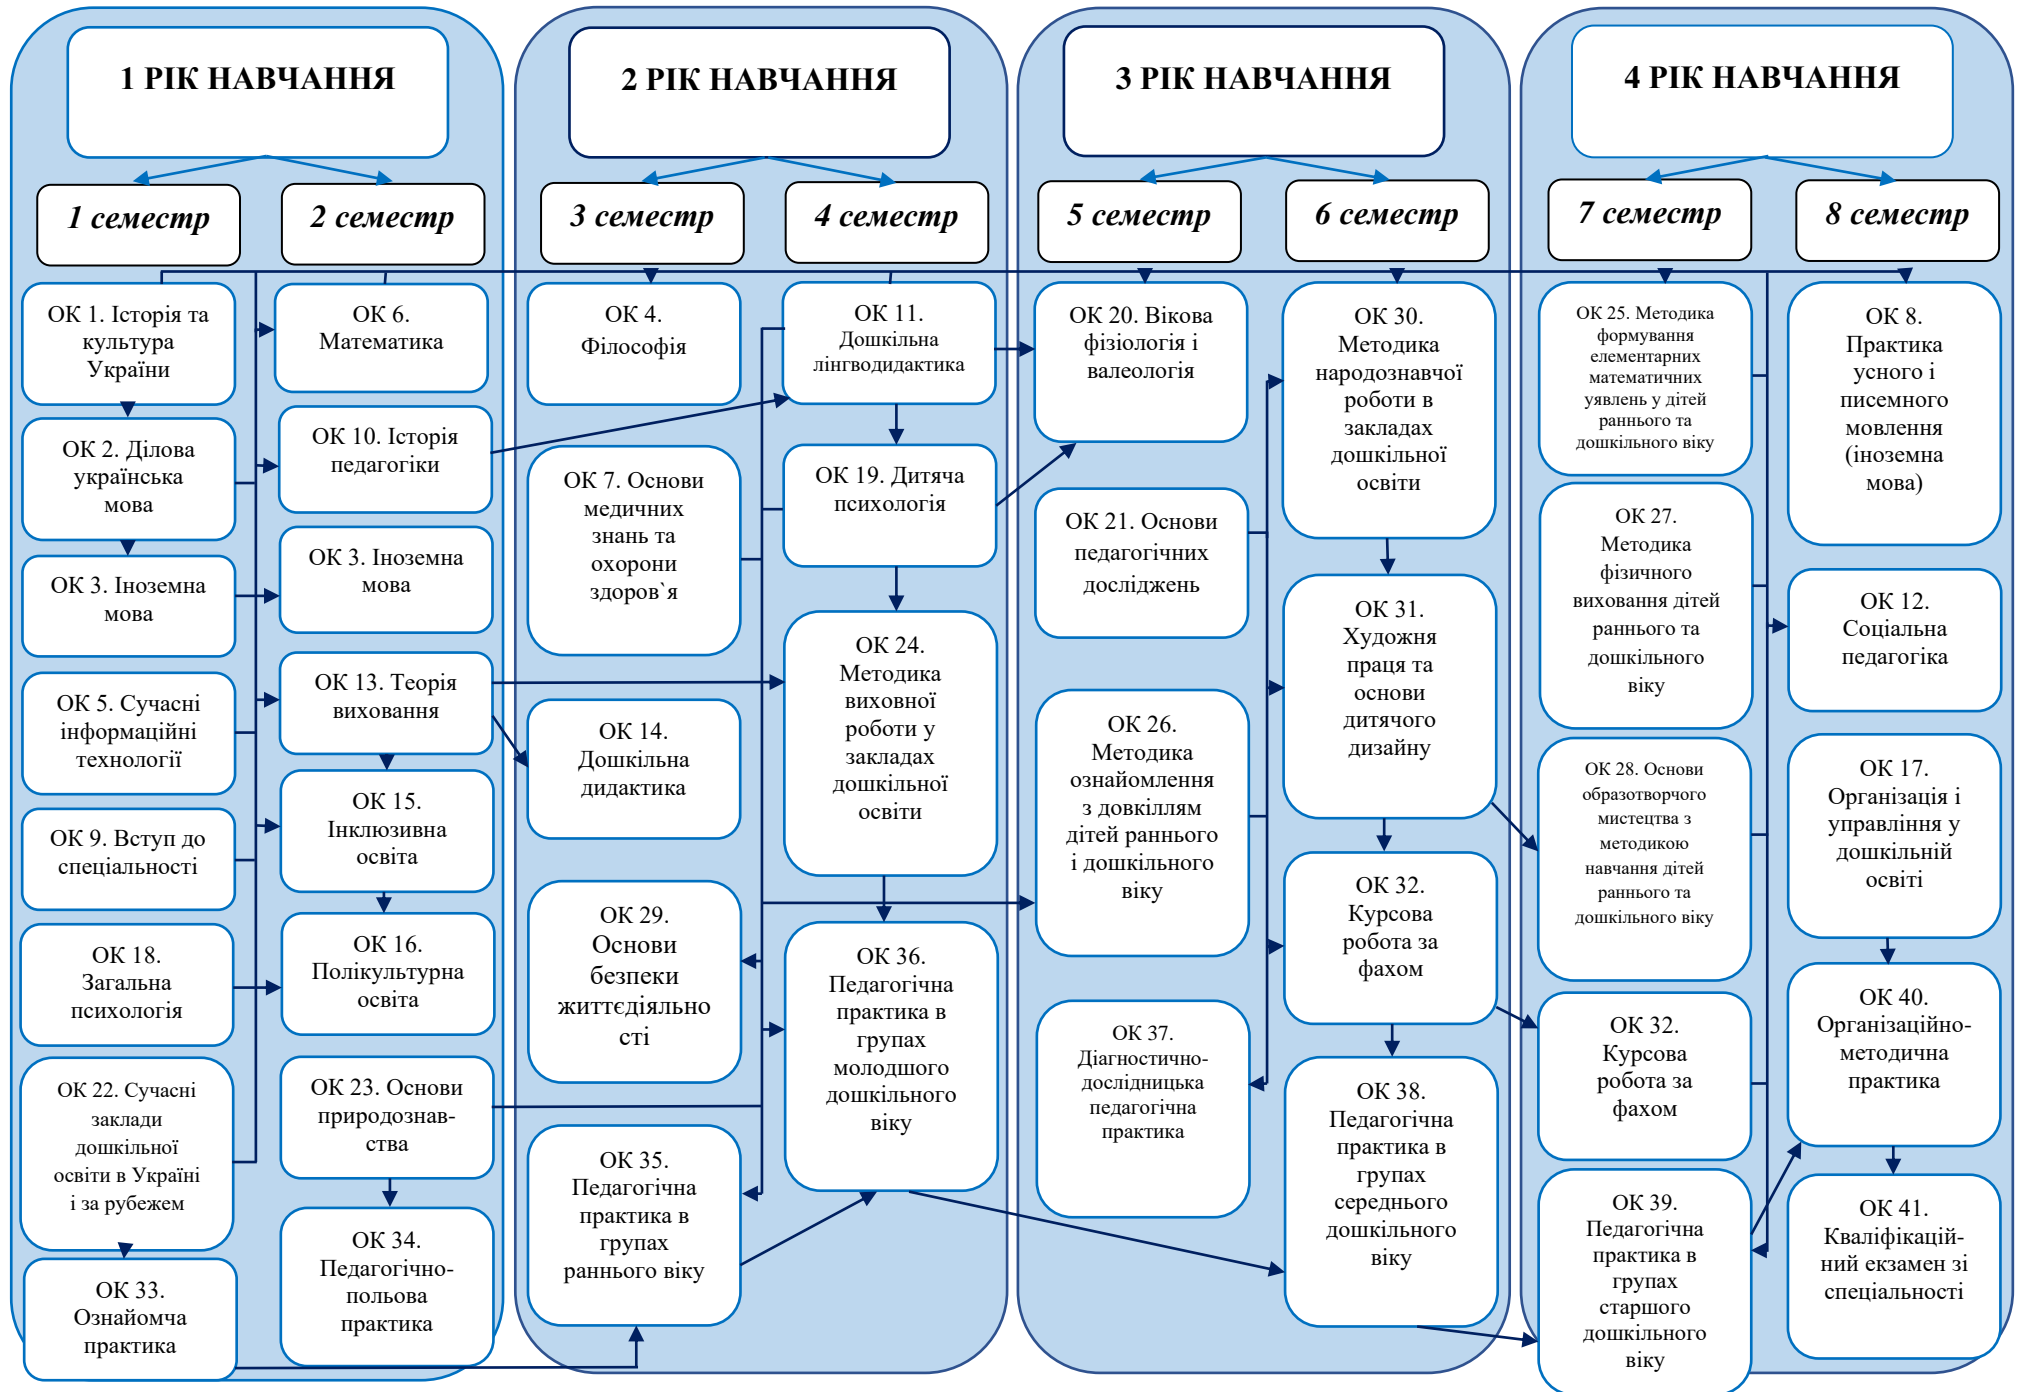 1 РІК НАВЧАННЯ
1 семестр
2 семестр
ОК 1. Історія та
культура
України
ОК 2. Ділова
українська
мова
ОК 3. Іноземна
мова
ОК 5. Сучасні
інформаційні
технології
ОК 9. Вступ до
спеціальності
ОК 18.
Загальна
психологія
ОК 22. Сучасні
заклади
дошкільної
освіти в Україні
і за рубежем
ОК 33.
Ознайомча
практика
ОК 6.
Математика
ОК 10. Історія
педагогіки
ОК 3. Іноземна
мова
ОК 13. Теорія
виховання
ОК 15.
Інклюзивна
освіта
ОК 16.
Полікультурна
освіта
ОК 23. Основи
природознав-
ства
ОК 34.
Педагогічно-
польова
практика
2 РІК НАВЧАННЯ
3 семестр
4 семестр
ОК 4.
Філософія
ОК 7. Основи
медичних
знань та
охорони
здоров`я
ОК 14.
Дошкільна
дидактика
ОК 29.
Основи
безпеки
життєдіяльно
сті
ОК 35.
Педагогічна
практика в
групах
раннього віку
ОК 11.
Дошкільна
лінгводидактика
ОК 19. Дитяча
психологія
ОК 24.
Методика
виховної
роботи у
закладах
дошкільної
освіти
ОК 36.
Педагогічна
практика в
групах
молодшого
дошкільного
віку
3 РІК НАВЧАННЯ
5 семестр
6 семестр
ОК 20. Вікова
фізіологія і
валеологія
ОК 21. Основи
педагогічних
досліджень
ОК 26.
Методика
ознайомлення
з довкіллям
дітей раннього
і дошкільного
віку
ОК 37.
Діагностично-
дослідницька
педагогічна
практика
ОК 30.
Методика
народознавчої
роботи в
закладах
дошкільної
освіти
ОК 31.
Художня
праця та
основи
дитячого
дизайну
ОК 32.
Курсова
робота за
фахом
ОК 38.
Педагогічна
практика в
групах
середнього
дошкільного
віку
4 РІК НАВЧАННЯ
7 семестр
8 семестр
ОК 25. Методика
формування
елементарних
математичних
уявлень у дітей
раннього та
дошкільного віку
ОК 27.
Методика
фізичного
виховання дітей
раннього та
дошкільного
віку
ОК 28. Основи
образотворчого
мистецтва з
методикою
навчання дітей
раннього та
дошкільного віку
ОК 32.
Курсова
робота за
фахом
ОК 39.
Педагогічна
практика в
групах
старшого
дошкільного
віку
ОК 8.
Практика
усного і
писемного
мовлення
(іноземна
мова)
ОК 12.
Соціальна
педагогіка
ОК 17.
Організація і
управління у
дошкільній
освіті
ОК 40.
Організаційно-
методична
практика
ОК 41.
Кваліфікацій-
ний екзамен зі
спеціальності